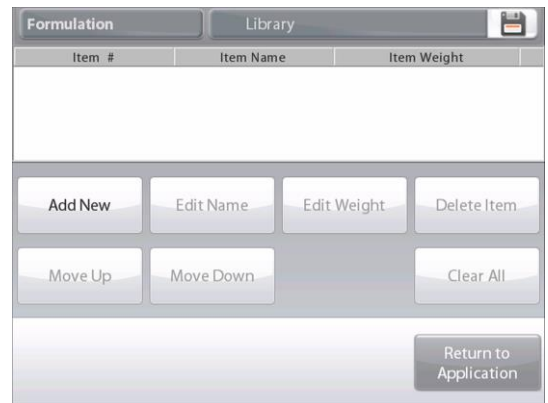 Formulation Library
Item # Item Name Item Weight
Add New Edit Name Edit Weight Delete Item
Move Up Move Down Clear All
Return to
Application